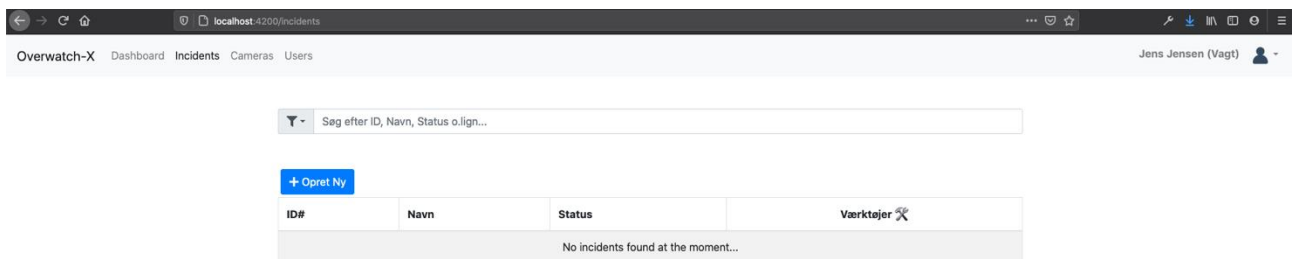 localhost:4200/incidents
Overwatch-X Dashboard Incidents Cameras Users Jens Jensen (Vagt)
Søg efter ID, Navn, Status o.lign...
+ Opret Ny
ID# Navn Status Værktøjer 🛠
No incidents found at the moment...